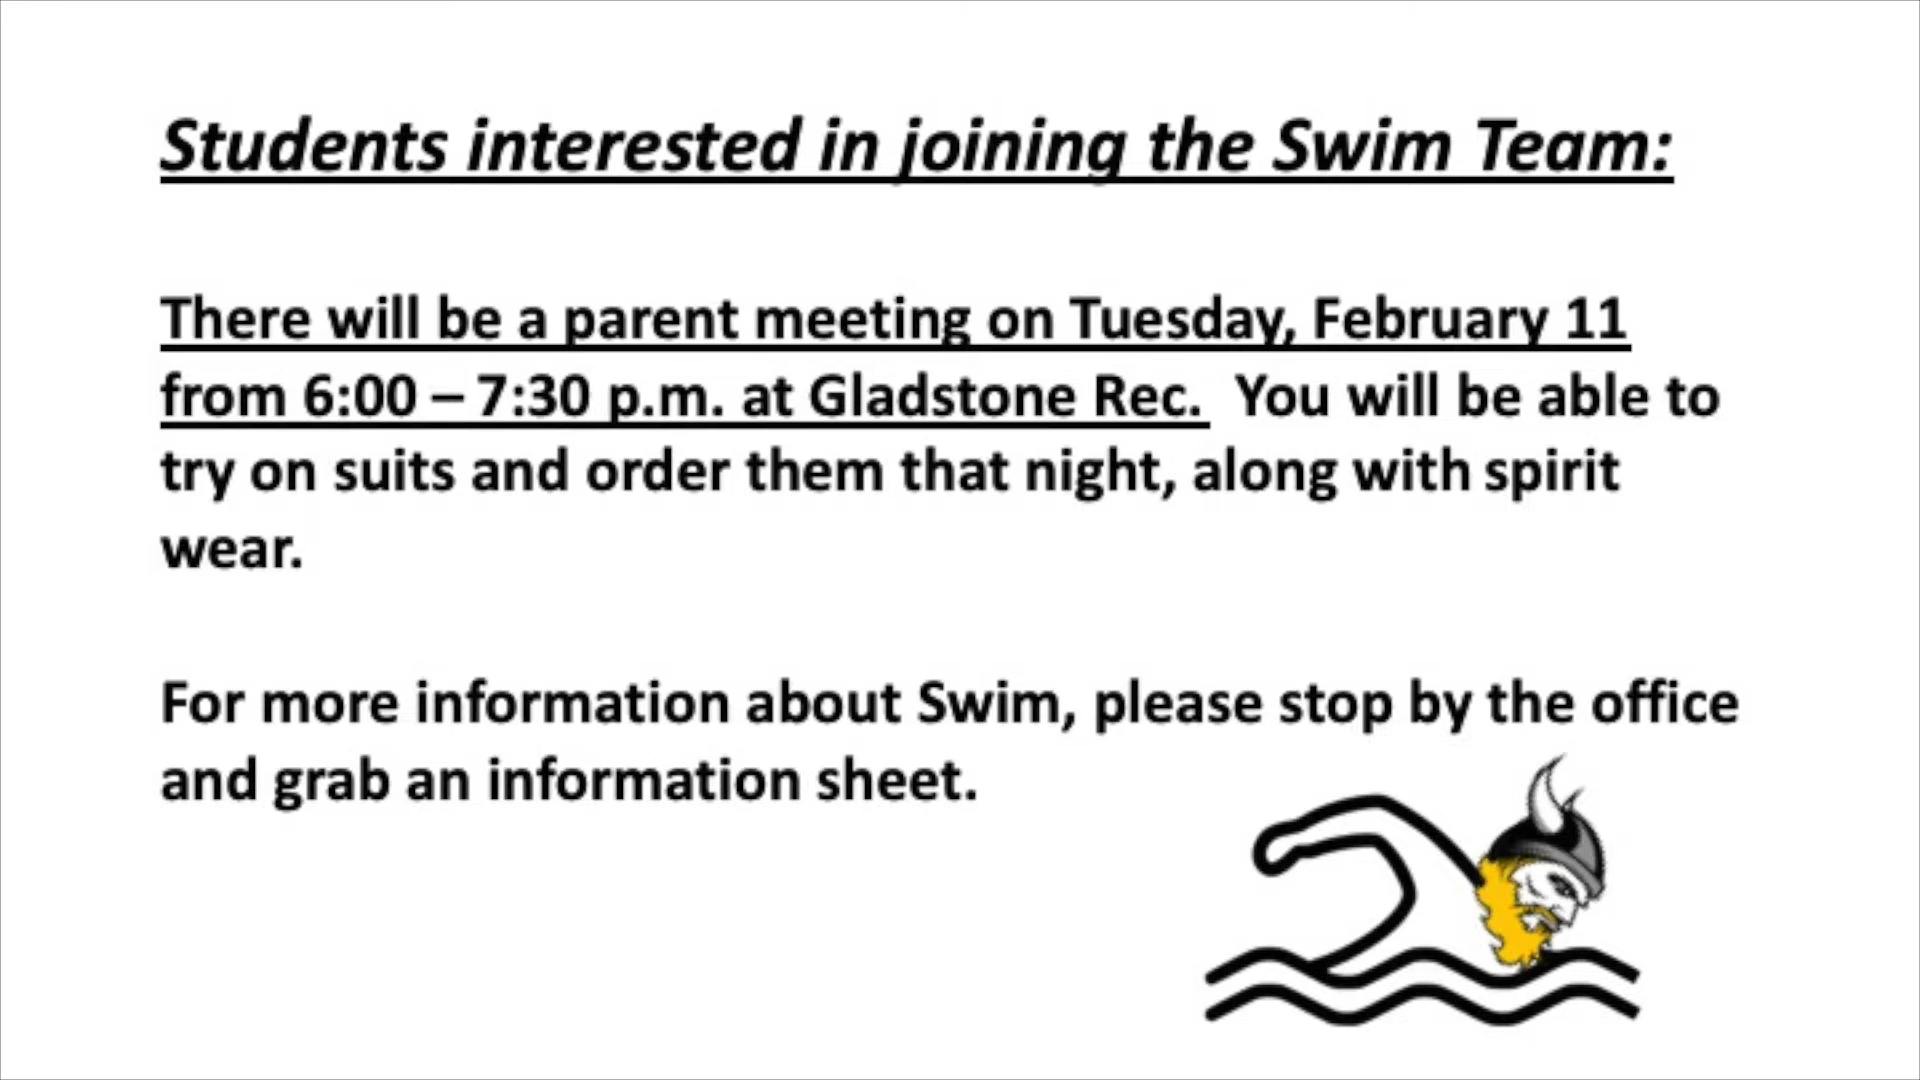 Students interested in joining the Swim Team:
There will be a parent meeting on Tuesday, February 11
from 6:00 – 7:30 p.m. at Gladstone Rec.  You will be able to
try on suits and order them that night, along with spirit
wear.
For more information about Swim, please stop by the office
and grab an information sheet.